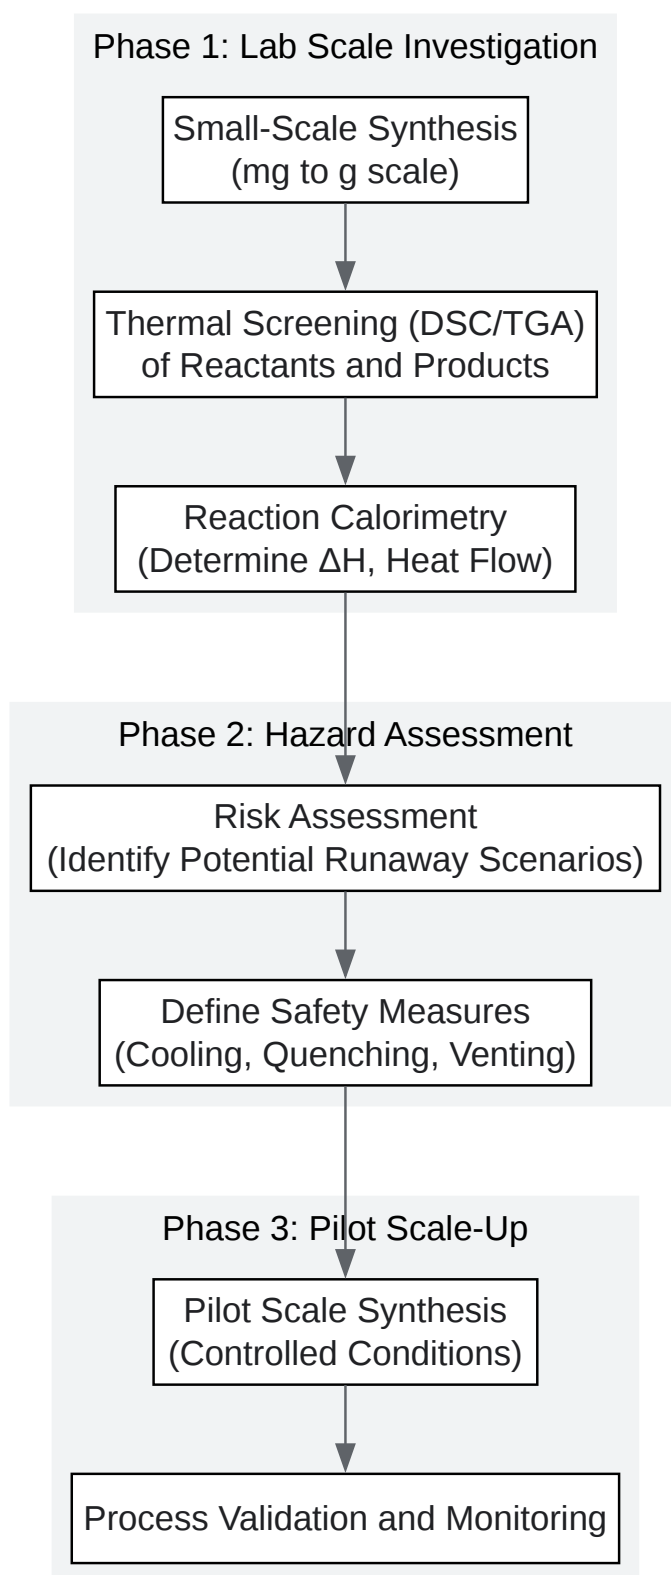 Phase 1: Lab Scale Investigation
Small-Scale Synthesis
(mg to g scale)
Thermal Screening (DSC/TGA)
of Reactants and Products
Reaction Calorimetry
(Determine ΔH, Heat Flow)
Phase 2: Hazard Assessment
Risk Assessment
(Identify Potential Runaway Scenarios)
Define Safety Measures
(Cooling, Quenching, Venting)
Phase 3: Pilot Scale-Up
Pilot Scale Synthesis
(Controlled Conditions)
Process Validation and Monitoring